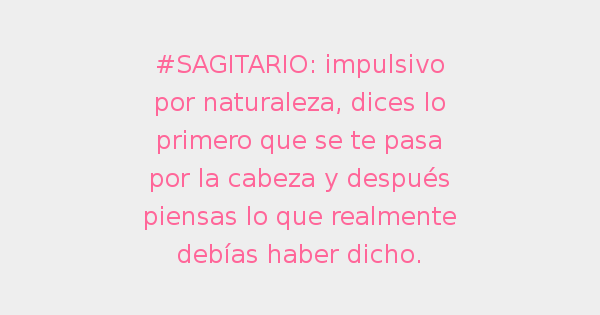 #SAGITARIO: impulsivo
por naturaleza, dices lo
primero que se te pasa
por la cabeza y después
piensas lo que realmente
debías haber dicho.